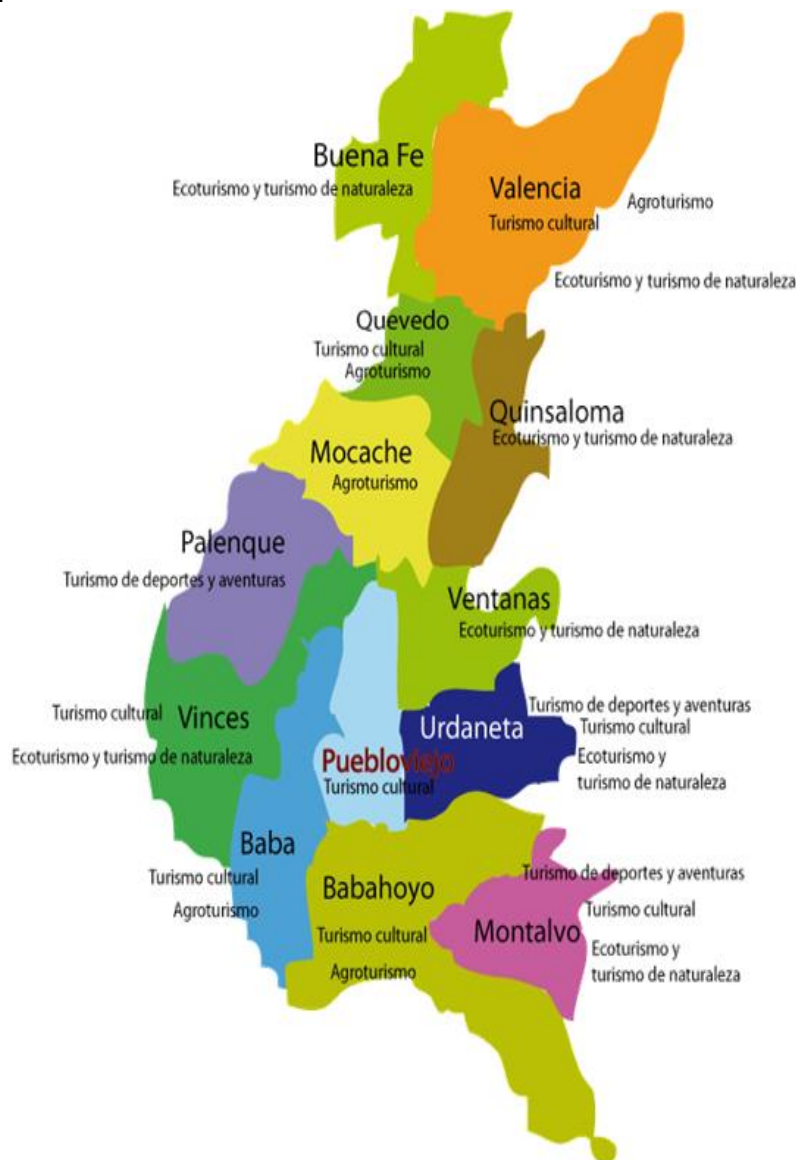 Buena Fe
Ecoturismo y turismo de naturaleza
Valencia
Turismo cultural
Agroturismo
Ecoturismo y turismo de naturaleza
Quevedo
Turismo cultural
Agroturismo
Quinsaloma
Ecoturismo y turismo de naturaleza
Mocache
Agroturismo
Palenque
Turismo de deportes y aventuras
Ventanas
Ecoturismo y turismo de naturaleza
Vinces
Turismo cultural
Ecoturismo y turismo de naturaleza
Urdaneta
Turismo de deportes y aventuras
Turismo cultural
Ecoturismo y
turismo de naturaleza
Puebloviejo
Turismo cultural
Baba
Turismo cultural
Agroturismo
Babahoyo
Turismo cultural
Agroturismo
Montalvo
Turismo de deportes y aventuras
Turismo cultural
Ecoturismo y
turismo de naturaleza